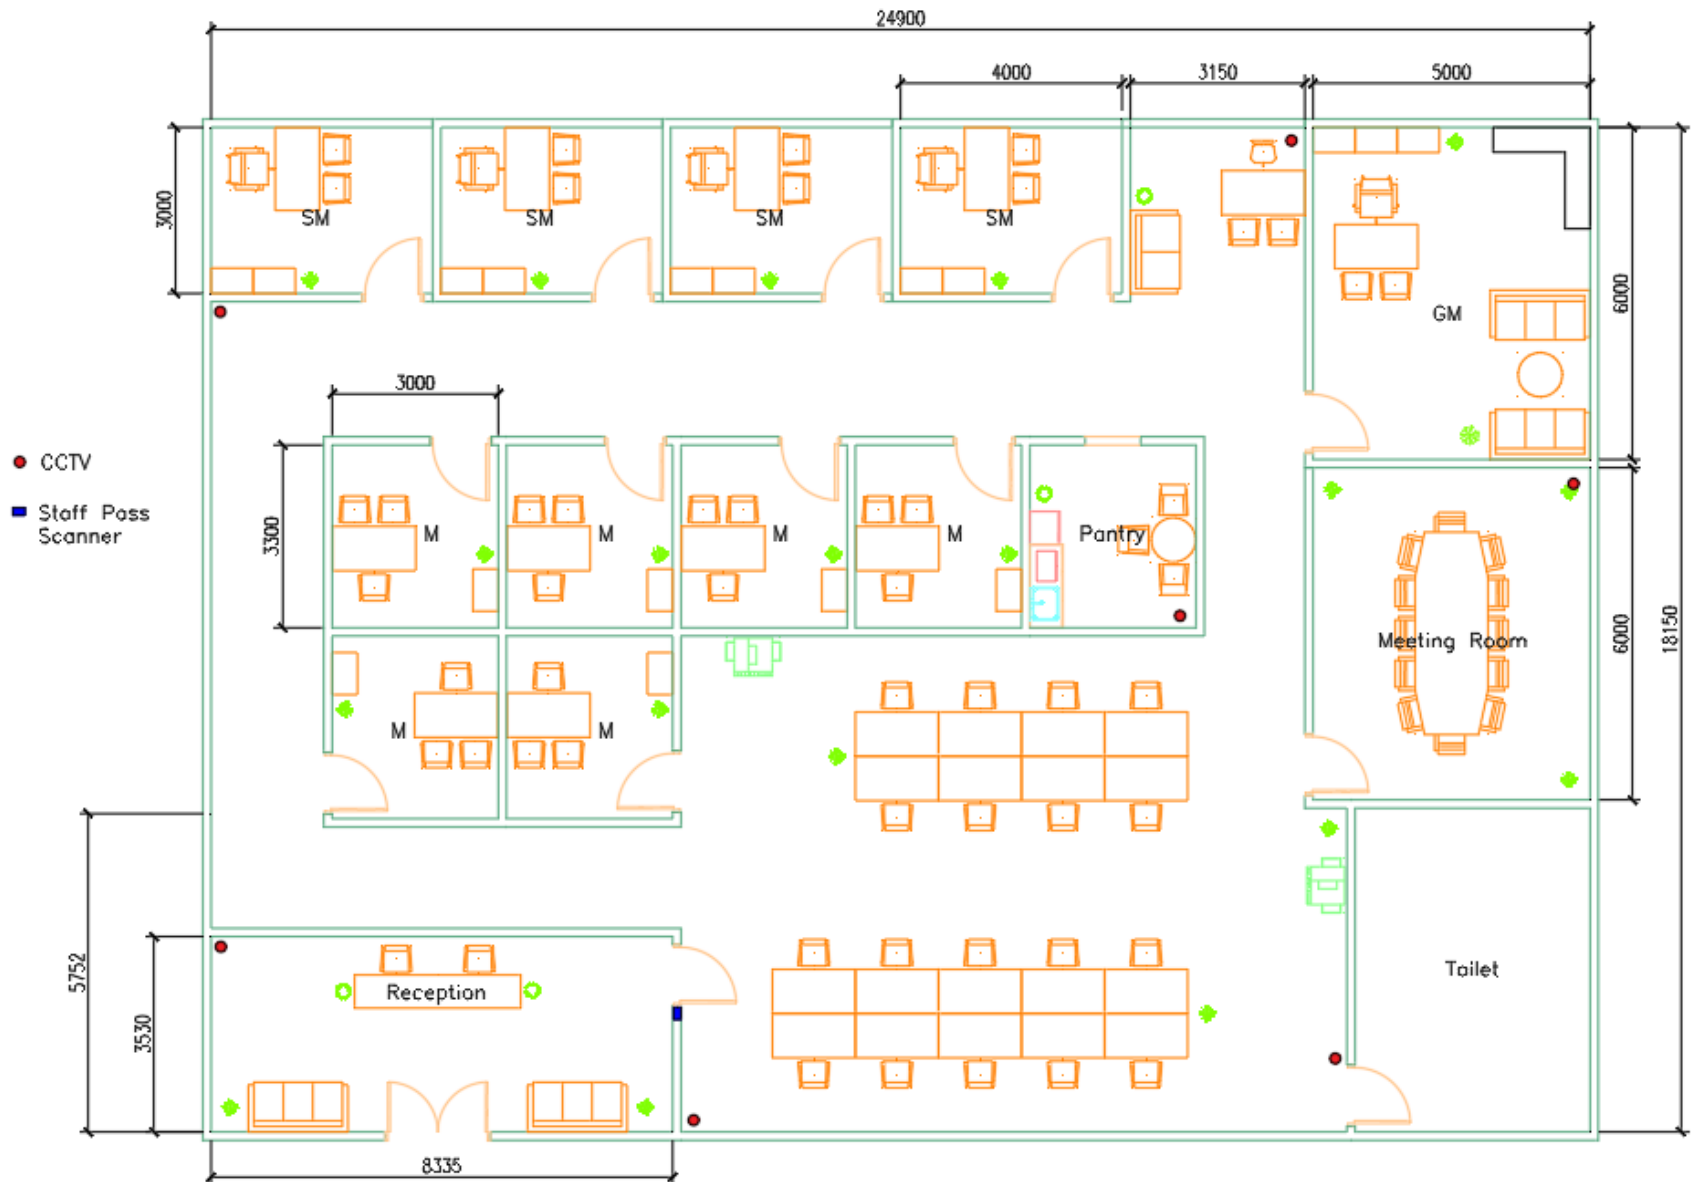 24900
4000
3150
5000
3000
SM
SM
SM
SM
6000
GM
3000
CCTV
Staff Pass
Scanner
3300
M
M
M
M
Pantry
6000
18150
Meeting Room
M
M
5752
3530
Reception
Toilet
8335